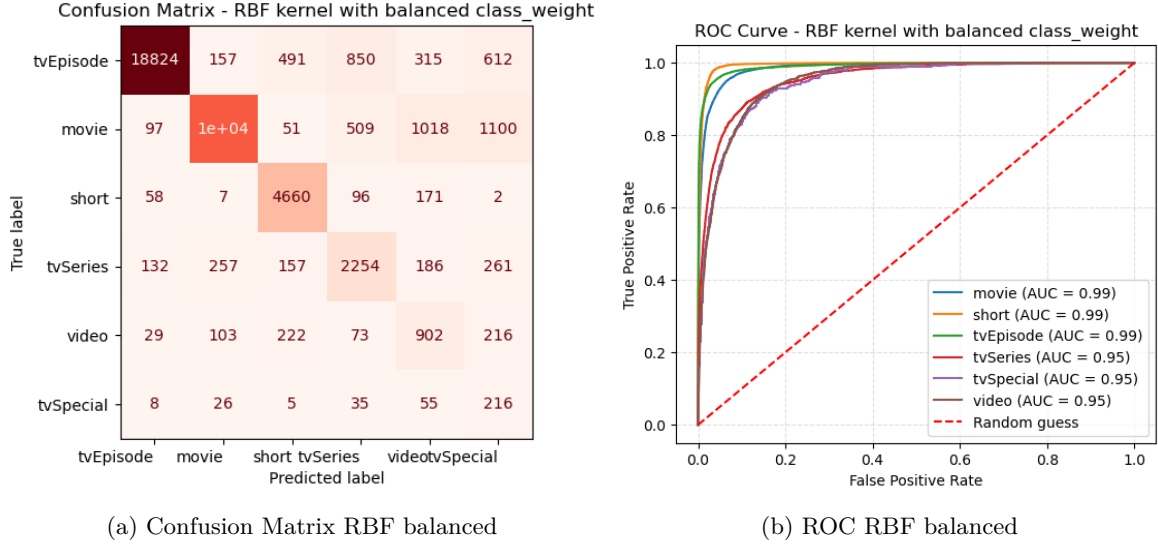 Confusion Matrix - RBF kernel with balanced class_weight
tvEpisode 18824 157 491 850 315 612
movie 97 1e+04 51 509 1018 1100
short 58 7 4660 96 171 2
tvSeries 132 257 157 2254 186 261
video 29 103 222 73 902 216
tvSpecial 8 26 5 35 55 216
True label
tvEpisode movie short tvSeries video tvSpecial
Predicted label
(a) Confusion Matrix RBF balanced
ROC Curve - RBF kernel with balanced class_weight
1.0
0.8
0.6
0.4
0.2
0.0
True Positive Rate
movie (AUC = 0.99)
short (AUC = 0.99)
tvEpisode (AUC = 0.99)
tvSeries (AUC = 0.95)
tvSpecial (AUC = 0.95)
video (AUC = 0.95)
Random guess
0.0 0.2 0.4 0.6 0.8 1.0
False Positive Rate
(b) ROC RBF balanced